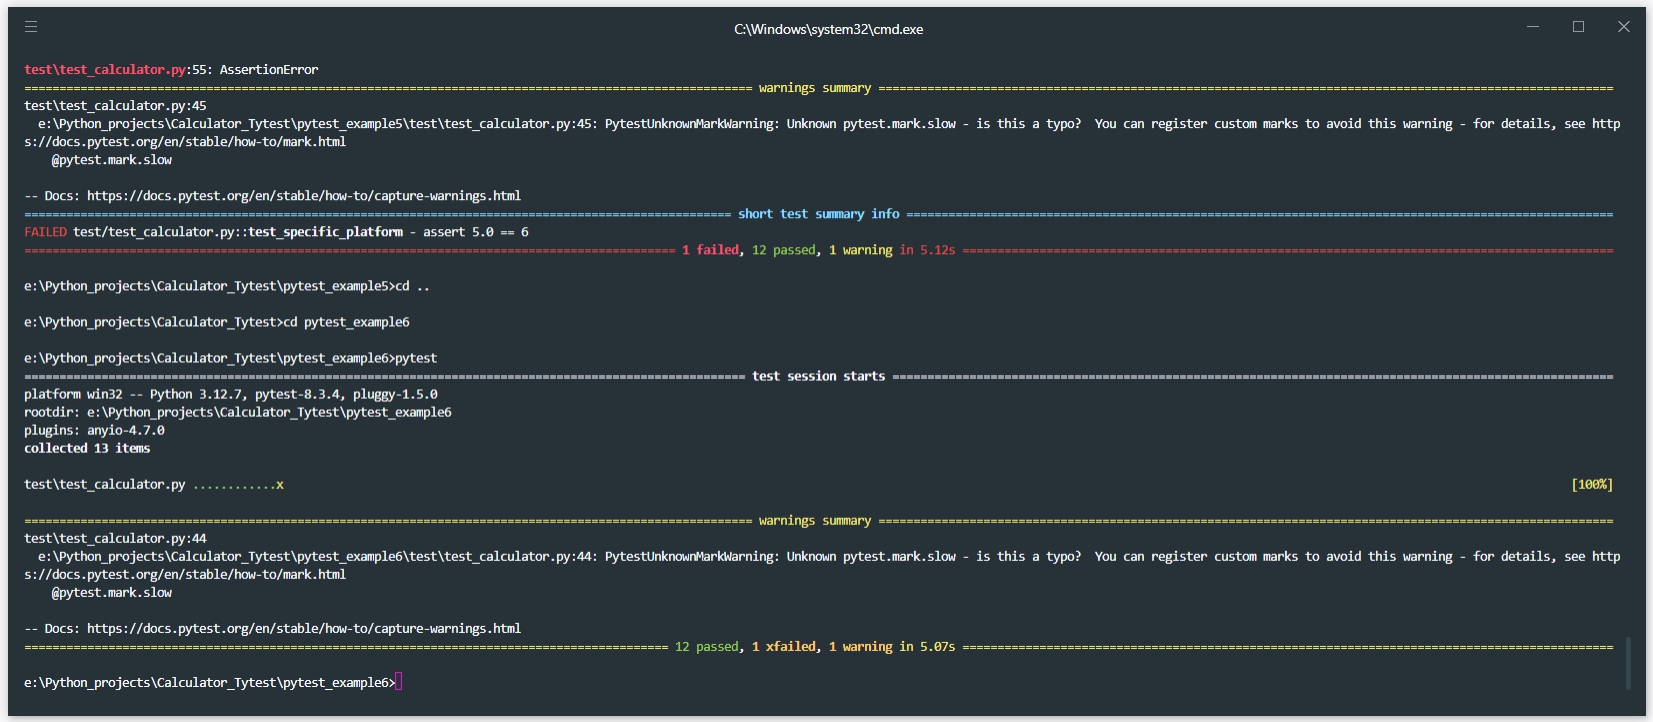 C:\Windows\system32\cmd.exe
test\test_calculator.py:55: AssertionError
========================================================================================================= warnings summary ==========================================================================================================
test\test_calculator.py:45
  e:\Python_projects\Calculator_Tytest\pytest_example5\test\test_calculator.py:45: PytestUnknownMarkWarning: Unknown pytest.mark.slow - is this a typo?  You can register custom marks to avoid this warning - for details, see http
s://docs.pytest.org/en/stable/how-to/mark.html
    @pytest.mark.slow
-- Docs: https://docs.pytest.org/en/stable/how-to/capture-warnings.html
====================================================================================================== short test summary info ======================================================================================================
FAILED test/test_calculator.py::test_specific_platform - assert 5.0 == 6
============================================================================================== 1 failed, 12 passed, 1 warning in 5.12s ==============================================================================================
e:\Python_projects\Calculator_Tytest\pytest_example5>cd ..
e:\Python_projects\Calculator_Tytest>cd pytest_example6
e:\Python_projects\Calculator_Tytest\pytest_example6>pytest
======================================================================================================== test session starts ========================================================================================================
platform win32 -- Python 3.12.7, pytest-8.3.4, pluggy-1.5.0
rootdir: e:\Python_projects\Calculator_Tytest\pytest_example6
plugins: anyio-4.7.0
collected 13 items
test\test_calculator.py ............x [100%]
========================================================================================================= warnings summary ==========================================================================================================
test\test_calculator.py:44
  e:\Python_projects\Calculator_Tytest\pytest_example6\test\test_calculator.py:44: PytestUnknownMarkWarning: Unknown pytest.mark.slow - is this a typo?  You can register custom marks to avoid this warning - for details, see http
s://docs.pytest.org/en/stable/how-to/mark.html
    @pytest.mark.slow
-- Docs: https://docs.pytest.org/en/stable/how-to/capture-warnings.html
============================================================================================= 12 passed, 1 xfailed, 1 warning in 5.07s ==============================================================================================
e:\Python_projects\Calculator_Tytest\pytest_example6>